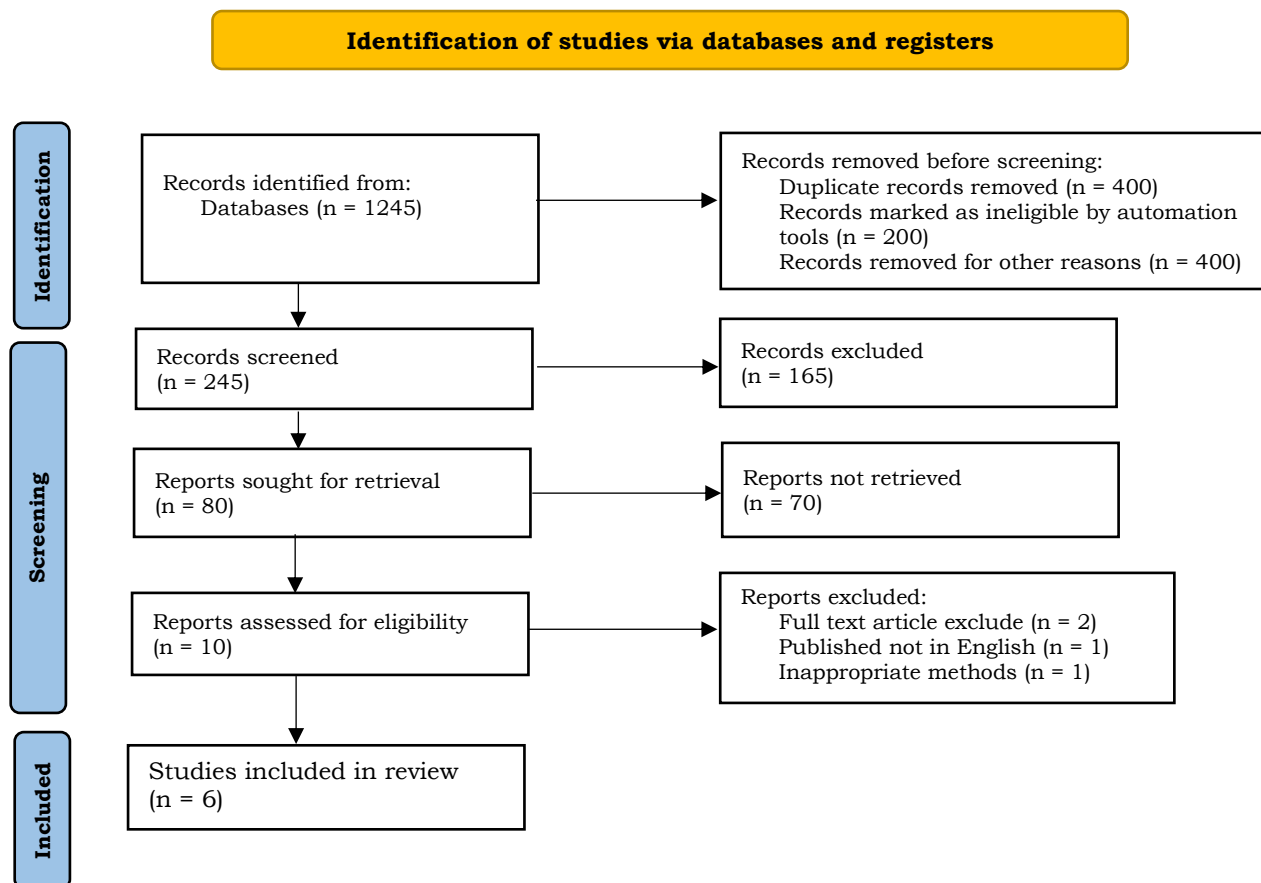 Identification of studies via databases and registers
Identification
Records identified from:
Databases (n = 1245)
Records removed before screening:
Duplicate records removed (n = 400)
Records marked as ineligible by automation
tools (n = 200)
Records removed for other reasons (n = 400)
Screening
Records screened
(n = 245)
Records excluded
(n = 165)
Reports sought for retrieval
(n = 80)
Reports not retrieved
(n = 70)
Reports assessed for eligibility
(n = 10)
Reports excluded:
Full text article exclude (n = 2)
Published not in English (n = 1)
Inappropriate methods (n = 1)
Included
Studies included in review
(n = 6)